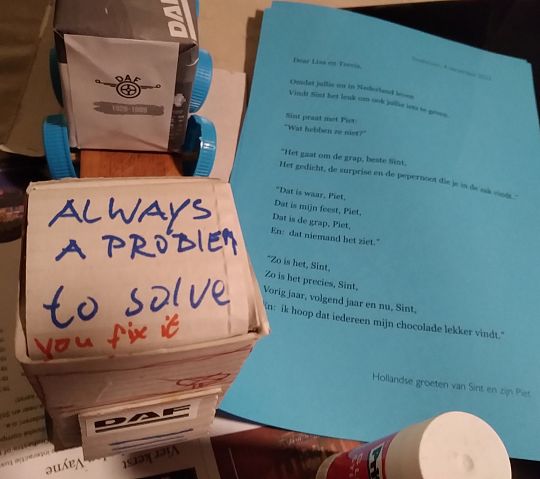 DAF
DAF
1928-1988
ALWAYS
A PROBLEM
to solve
you fix it
DAF
Vier kerst
Vayne
Dear Lisa en
Omdat jullie nu in Nederland leven
Vindt Sint het leuk om ook jullie iets te geven.
Sint praat met Piet:
"Wat hebben ze niet?"
"Het gaat om de grap, beste Sint,
Het gedicht, de surprise en de pepernoot die je in de zak vindt."
"Dat is waar, Piet,
Dat is mijn feest, Piet,
Dat is de grap, Piet,
En: dat niemand het ziet."
"Zo is het, Sint,
Zo is het precies, Sint,
Vorig jaar, volgend jaar en nu, Sint,
En: ik hoop dat iedereen mijn chocolade lekker vindt."
Hollandse groeten van Sint en zijn Piet